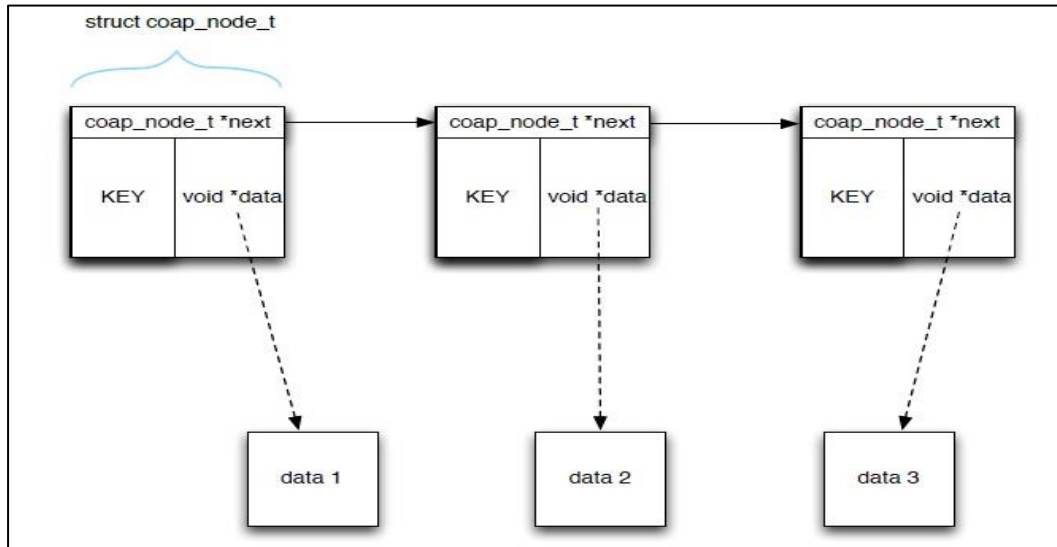 struct coap_node_t
coap_node_t *next
coap_node_t *next
coap_node_t *next
KEY
void *data
KEY
void *data
KEY
void *data
data 1
data 2
data 3